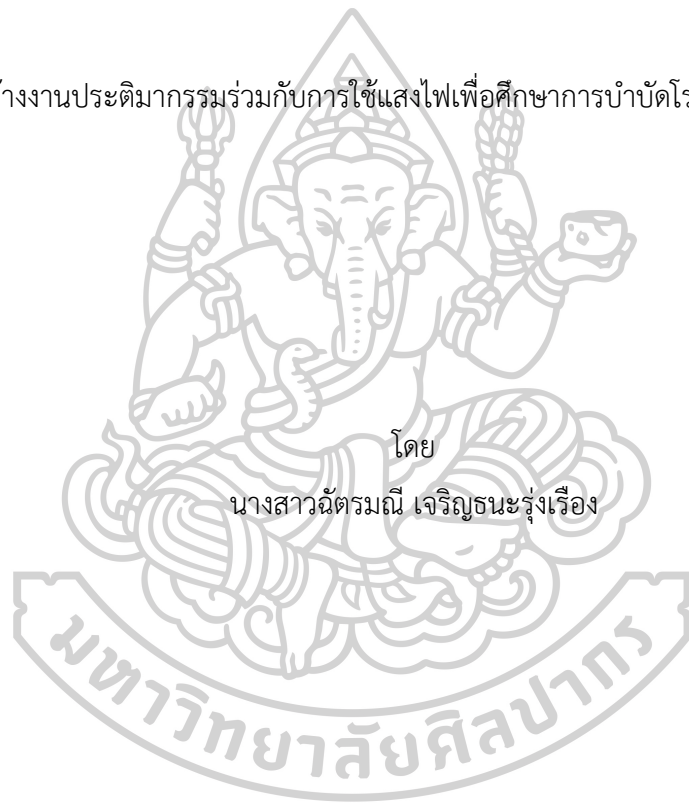 ้างงานประติมากรรมร่วมกับการใช้แสงไฟเพื่อศึกษาการบำบัดโร
โดย
นางสาวฉัตรมณี เจริญธนะรุ่งเรือง
มหาวิทยาลัยศิลปากร